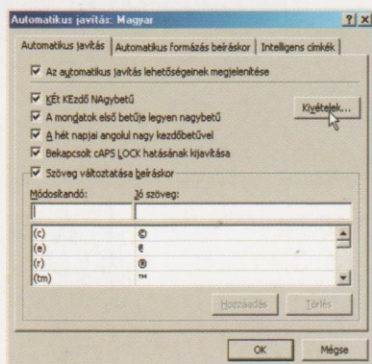 Automatikus javítás: Magyar
Automatikus javítás
Automatikus formázás beíráskor
Intelligens címkék
Az automatikus javítás lehetőségeinek megjelenítése
KÉt KEzdő NAgybetű
Kivételek...
A mondatok első betűje legyen nagybetű
A hét napjai angolul nagy kezdőbetűvel
Bekapcsolt cAPS LOCK hatásának kijavítása
Szöveg változtatása beíráskor
Módosítandó: Jó szöveg:
(c) ©
(e) €
(r) ®
(tm) ™
Hozzáadás Törlés
OK Mégse